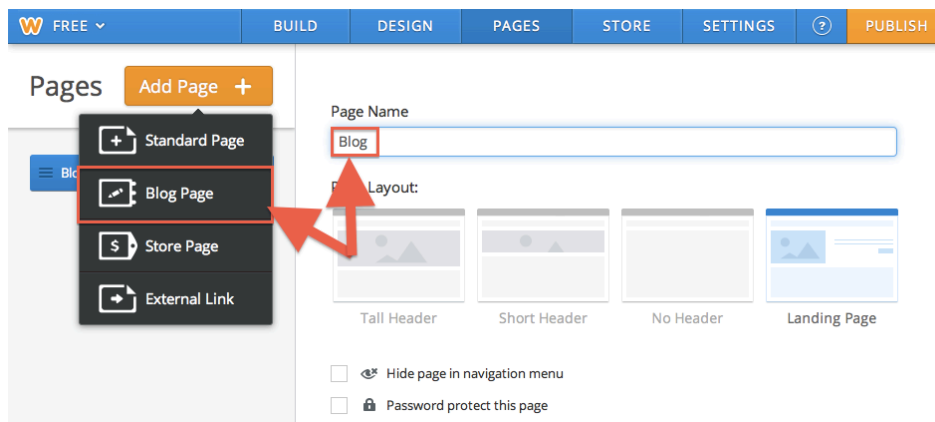 FREE BUILD DESIGN PAGES STORE SETTINGS ? PUBLISH
Pages Add Page +
Standard Page
Blog Page
Store Page
External Link
Page Name
Blog
Layout:
Tall Header Short Header No Header Landing Page
Hide page in navigation menu
Password protect this page